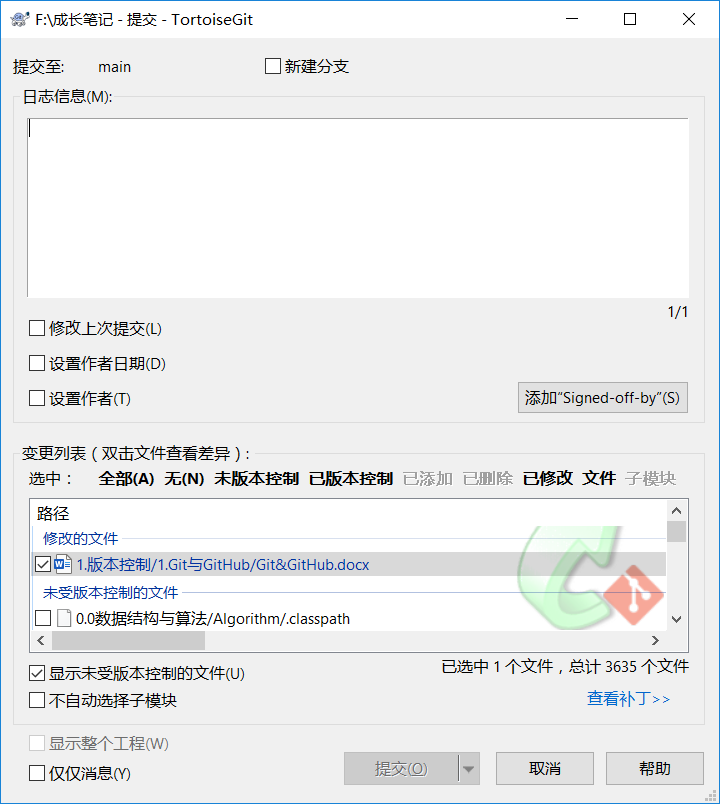 F:\成长笔记 - 提交 - TortoiseGit
提交至: main 新建分支
日志信息(M):
1/1
修改上次提交(L)
设置作者日期(D)
设置作者(T) 添加"Signed-off-by"(S)
变更列表（双击文件查看差异）:
选中： 全部(A) 无(N) 未版本控制 已版本控制 已添加 已删除 已修改 文件 子模块
路径
修改的文件
1.版本控制/1.Git与GitHub/Git&GitHub.docx
未受版本控制的文件
0.0数据结构与算法/Algorithm/.classpath
显示未受版本控制的文件(U) 已选中 1 个文件，总计 3635 个文件
不自动选择子模块 查看补丁>>
显示整个工程(W)
仅仅消息(Y) 提交(O) 取消 帮助